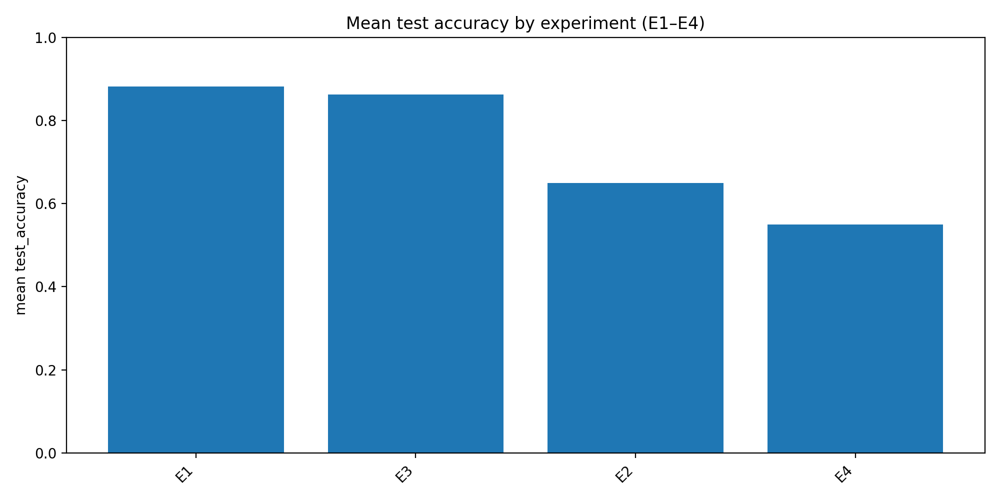 Mean test accuracy by experiment (E1–E4)
mean test_accuracy
1.0
0.8
0.6
0.4
0.2
0.0
E1
E3
E2
E4